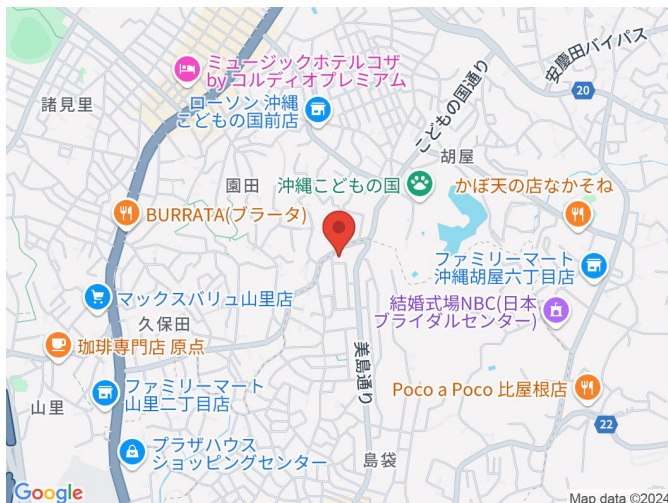 ミュージックホテルコザ
by コルディオプレミアム
安慶田バイパス
諸見里
ローソン 沖縄
こどもの国前店
20
こどもの国通り
胡屋
園田
沖縄こどもの国
かぼ天の店なかそね
BURRATA(ブラータ)
ファミリーマート
沖縄胡屋六丁目店
マックスバリュ山里店
結婚式場NBC(日本
ブライダルセンター)
久保田
珈琲専門店 原点
美島通り
ファミリーマート
山里二丁目店
Poco a Poco 比屋根店
山里
22
プラザハウス
ショッピングセンター
島袋
Google
Map data ©2024